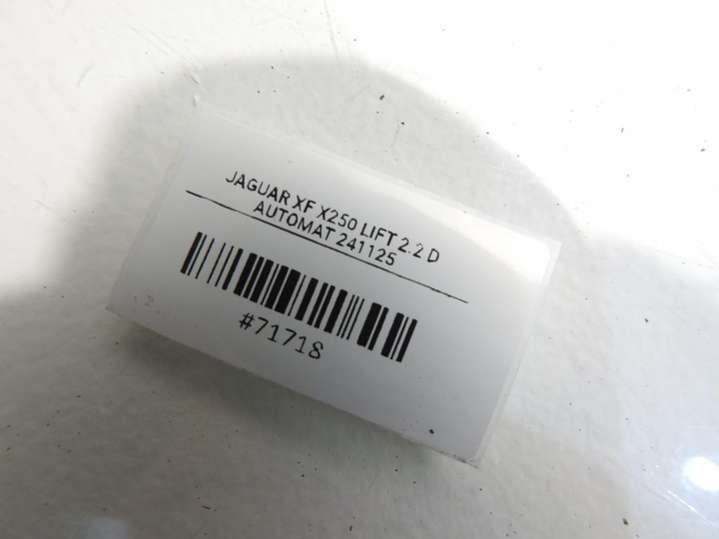 JAGUAR XF X250 LIFT 2.2 D
AUTOMAT 241125
#71718